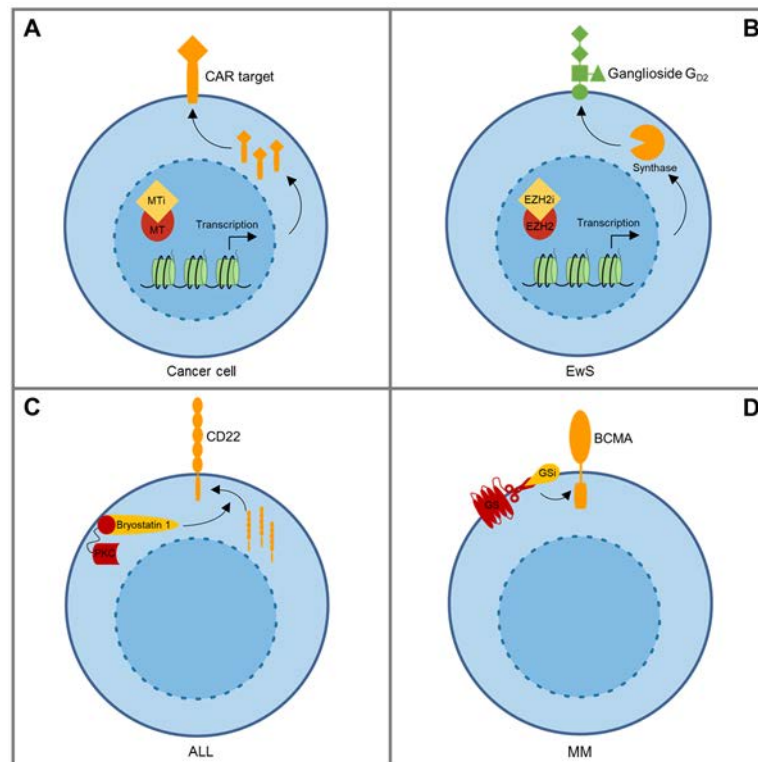 A
CAR target
MTi
MT
Transcription
Cancer cell
B
Ganglioside G_D2
Synthase
EZH2i
EZH2
Transcription
EwS
C
CD22
Bryostatin 1
PKC
ALL
D
BCMA
GSi
GS
MM